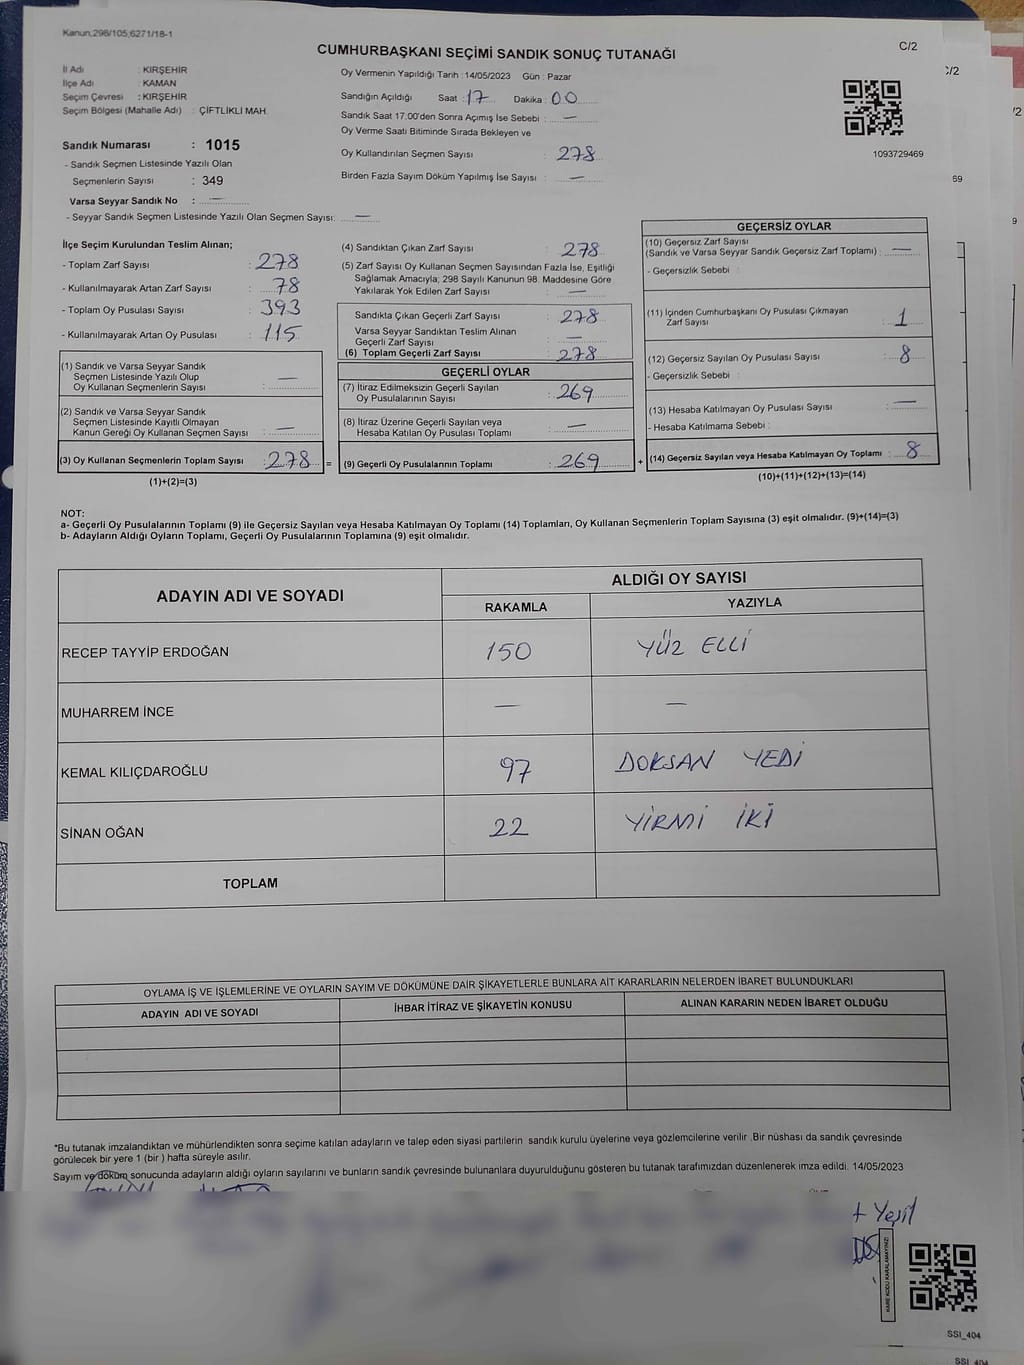 Kanun,298/105,6271/18-1
C/2
CUMHURBAŞKANI SEÇİMİ SANDIK SONUÇ TUTANAĞI
İl Adı : KIRŞEHİR
İlçe Adı : KAMAN
Seçim Çevresi : KIRŞEHİR
Seçim Bölgesi (Mahalle Adı) : ÇİFTLİKLİ MAH.
Sandık Numarası : 1015
- Sandık Seçmen Listesinde Yazılı Olan
Seçmenlerin Sayısı : 349
Varsa Seyyar Sandık No : —
- Seyyar Sandık Seçmen Listesinde Yazılı Olan Seçmen Sayısı: —
Oy Vermenin Yapıldığı Tarih : 14/05/2023 Gün : Pazar
Sandığın Açıldığı Saat : 17 Dakika : 00
Sandık Saat 17:00'den Sonra Açımış İse Sebebi : —
Oy Verme Saati Bitiminde Sırada Bekleyen ve
Oy Kullandırılan Seçmen Sayısı : 278
Birden Fazla Sayım Döküm Yapılmış İse Sayısı : —
1093729469
C/2
/2
69
9
İlçe Seçim Kurulundan Teslim Alınan;
- Toplam Zarf Sayısı : 278
- Kullanılmayarak Artan Zarf Sayısı : 78
- Toplam Oy Pusulası Sayısı : 393
- Kullanılmayarak Artan Oy Pusulası : 115
(1) Sandık ve Varsa Seyyar Sandık
Seçmen Listesinde Yazılı Olup
Oy Kullanan Seçmenlerin Sayısı : —
(2) Sandık ve Varsa Seyyar Sandık
Seçmen Listesinde Kayıtlı Olmayan
Kanun Gereği Oy Kullanan Seçmen Sayısı : —
(3) Oy Kullanan Seçmenlerin Toplam Sayısı : 278 =
(1)+(2)=(3)
(4) Sandıktan Çıkan Zarf Sayısı : 278
(5) Zarf Sayısı Oy Kullanan Seçmen Sayısından Fazla İse, Eşitliği
Sağlamak Amacıyla; 298 Sayılı Kanunun 98. Maddesine Göre
Yakılarak Yok Edilen Zarf Sayısı : —
Sandıkta Çıkan Geçerli Zarf Sayısı : 278
Varsa Seyyar Sandıktan Teslim Alınan
Geçerli Zarf Sayısı : —
(6) Toplam Geçerli Zarf Sayısı : 278
GEÇERLİ OYLAR
(7) İtiraz Edilmeksizin Geçerli Sayılan
Oy Pusulalarının Sayısı : 269
(8) İtiraz Üzerine Geçerli Sayılan veya
Hesaba Katılan Oy Pusulası Toplamı : —
(9) Geçerli Oy Pusulalarının Toplamı : 269 +
GEÇERSİZ OYLAR
(10) Geçersiz Zarf Sayısı
(Sandık ve Varsa Seyyar Sandık Geçersiz Zarf Toplamı) : —
- Geçersizlik Sebebi :
(11) İçinden Cumhurbaşkanı Oy Pusulası Çıkmayan
Zarf Sayısı : 1
(12) Geçersiz Sayılan Oy Pusulası Sayısı : 8
- Geçersizlik Sebebi :
(13) Hesaba Katılmayan Oy Pusulası Sayısı : —
- Hesaba Katılmama Sebebi :
(14) Geçersiz Sayılan veya Hesaba Katılmayan Oy Toplamı : 8
(10)+(11)+(12)+(13)=(14)
NOT:
a- Geçerli Oy Pusulalarının Toplamı (9) ile Geçersiz Sayılan veya Hesaba Katılmayan Oy Toplamı (14) Toplamları, Oy Kullanan Seçmenlerin Toplam Sayısına (3) eşit olmalıdır. (9)+(14)=(3)
b- Adayların Aldığı Oyların Toplamı, Geçerli Oy Pusulalarının Toplamına (9) eşit olmalıdır.
ADAYIN ADI VE SOYADI ALDIĞI OY SAYISI
RAKAMLA YAZIYLA
RECEP TAYYİP ERDOĞAN 150 YÜZ ELLİ
MUHARREM İNCE — —
KEMAL KILIÇDAROĞLU 97 DOKSAN YEDİ
SİNAN OĞAN 22 YİRMİ İKİ
TOPLAM
OYLAMA İŞ VE İŞLEMLERİNE VE OYLARIN SAYIM VE DÖKÜMÜNE DAİR ŞİKAYETLERLE BUNLARA AİT KARARLARIN NELERDEN İBARET BULUNDUKLARI
ADAYIN ADI VE SOYADI İHBAR İTİRAZ VE ŞİKAYETİN KONUSU ALINAN KARARIN NEDEN İBARET OLDUĞU
*Bu tutanak imzalandıktan ve mühürlendikten sonra seçime katılan adayların ve talep eden siyasi partilerin sandık kurulu üyelerine veya gözlemcilerine verilir .Bir nüshası da sandık çevresinde
görülecek bir yere 1 (bir ) hafta süreyle asılır.
Sayım ve döküm sonucunda adayların aldığı oyların sayılarını ve bunların sandık çevresinde bulunanlara duyurulduğunu gösteren bu tutanak tarafımızdan düzenlenerek imza edildi. 14/05/2023
Yeşil
KARE KODU KARALAMAYINIZ!
SSI_404
SSI_404